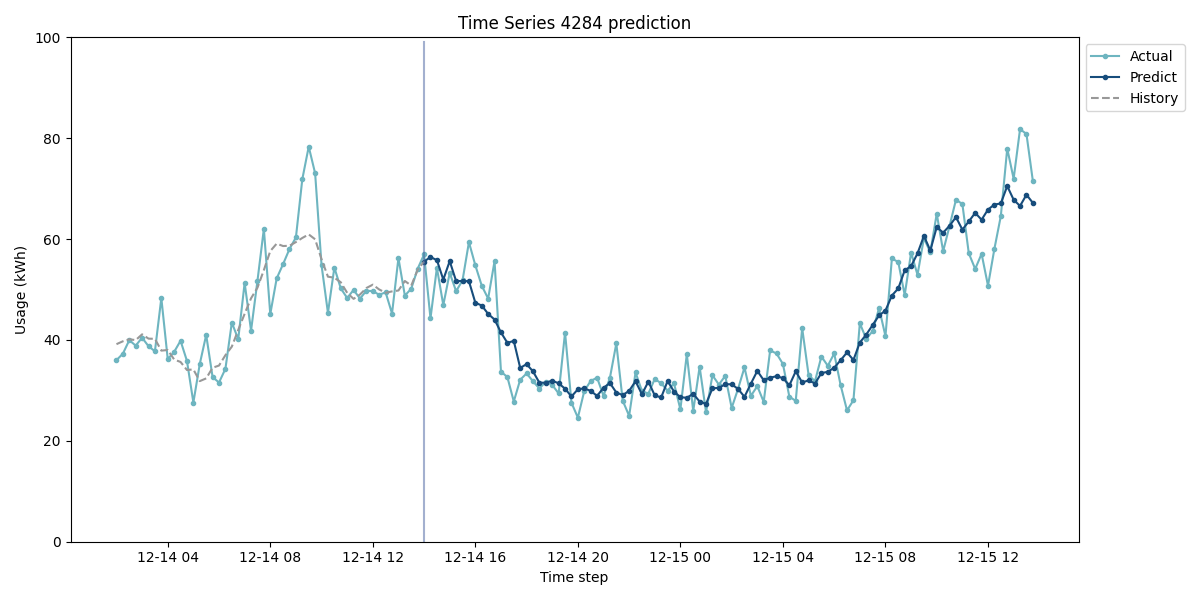 Time Series 4284 prediction
Usage (kWh)
100
80
60
40
20
0
12-14 04
12-14 08
12-14 12
12-14 16
12-14 20
12-15 00
12-15 04
12-15 08
12-15 12
Time step
Actual
Predict
History